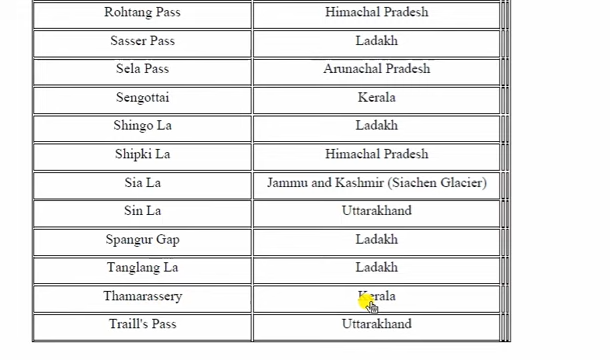 Rohtang Pass Himachal Pradesh
Sasser Pass Ladakh
Sela Pass Arunachal Pradesh
Sengottai Kerala
Shingo La Ladakh
Shipki La Himachal Pradesh
Sia La Jammu and Kashmir (Siachen Glacier)
Sin La Uttarakhand
Spangur Gap Ladakh
Tanglang La Ladakh
Thamarassery Kerala
Traill's Pass Uttarakhand